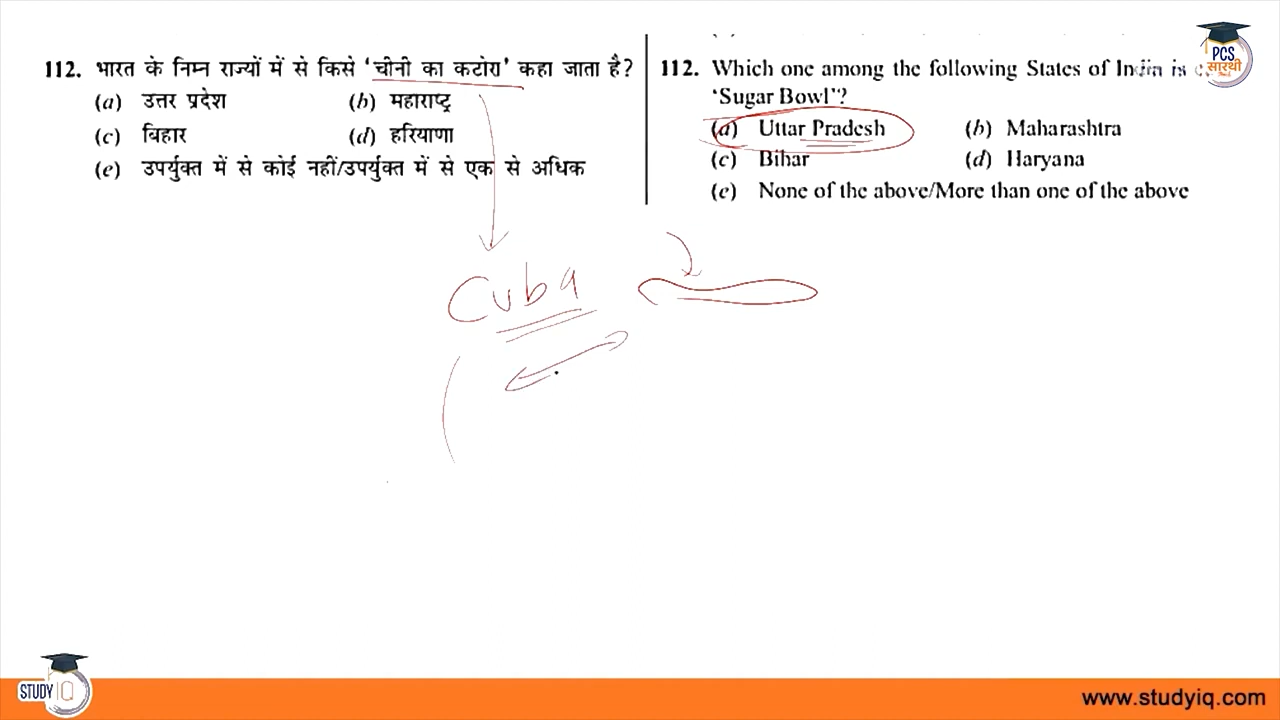 112. भारत के निम्न राज्यों में से किसे ‘चीनी का कटोरा’ कहा जाता है?
(a) उत्तर प्रदेश
(b) महाराष्ट्र
(c) बिहार
(d) हरियाणा
(e) उपर्युक्त में से कोई नहीं/उपर्युक्त में से एक से अधिक
112. Which one among the following States of India is
‘Sugar Bowl’?
(a) Uttar Pradesh
(b) Maharashtra
(c) Bihar
(d) Haryana
(e) None of the above/More than one of the above
PCS
सारथी
Cuba
STUDY IQ
www.studyiq.com